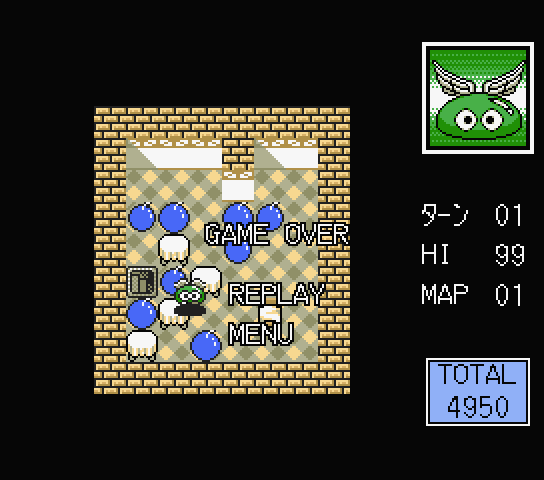 GAME OVER
REPLAY
MENU
ターン 01
HI 99
MAP 01
TOTAL
4950